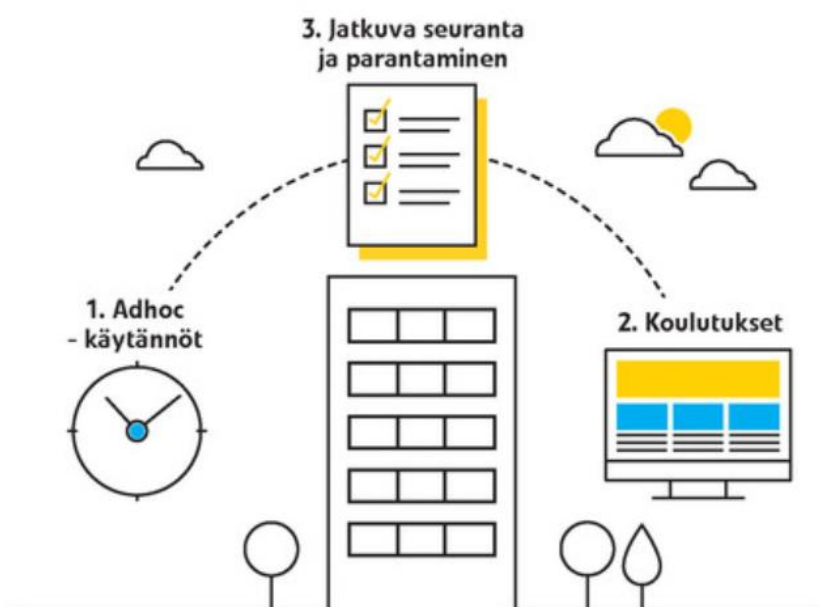 3. Jatkuva seuranta
ja parantaminen
1. Adhoc
- käytännöt
2. Koulutukset